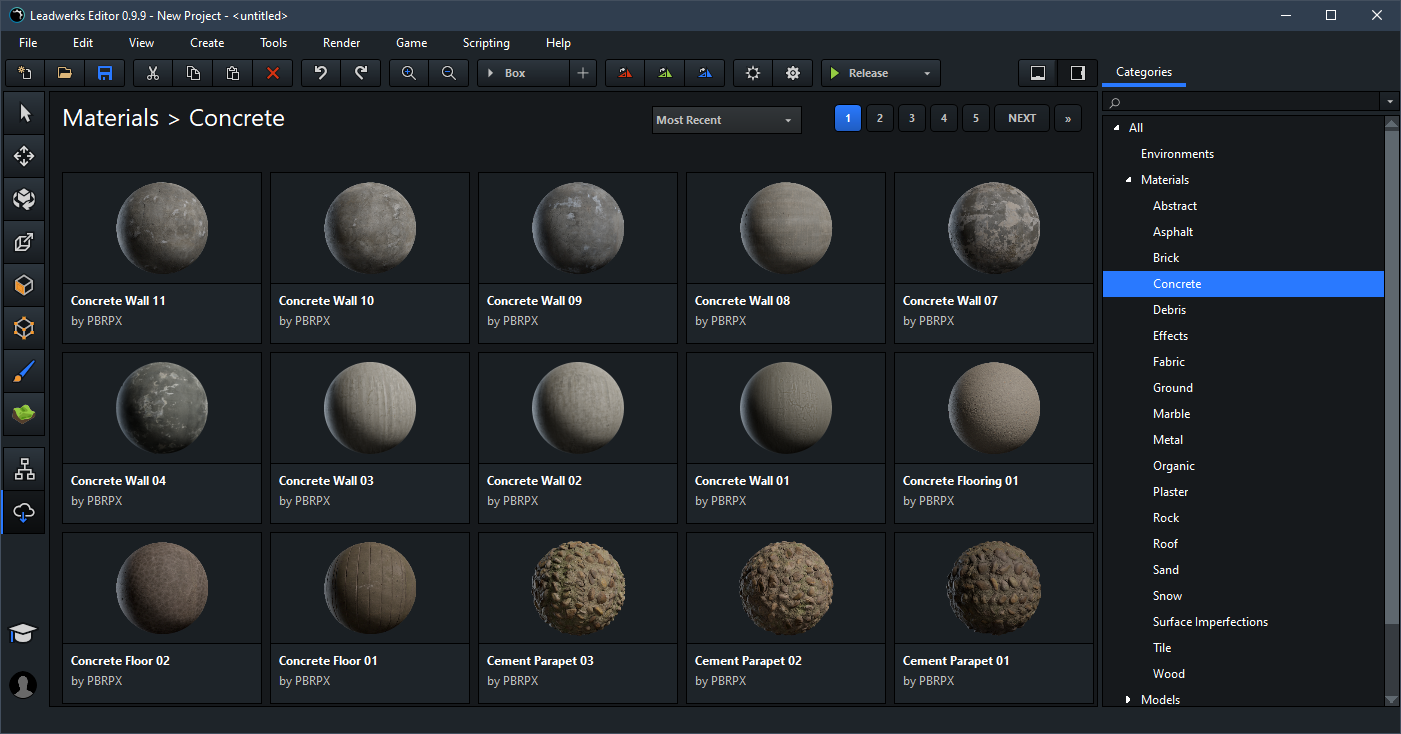 Leadwerks Editor 0.9.9 - New Project - <untitled>
File Edit View Create Tools Render Game Scripting Help
Box Release
Categories
Materials > Concrete
Most Recent
1 2 3 4 5 NEXT »
Concrete Wall 11
by PBRPX
Concrete Wall 10
by PBRPX
Concrete Wall 09
by PBRPX
Concrete Wall 08
by PBRPX
Concrete Wall 07
by PBRPX
Concrete Wall 04
by PBRPX
Concrete Wall 03
by PBRPX
Concrete Wall 02
by PBRPX
Concrete Wall 01
by PBRPX
Concrete Flooring 01
by PBRPX
Concrete Floor 02
by PBRPX
Concrete Floor 01
by PBRPX
Cement Parapet 03
by PBRPX
Cement Parapet 02
by PBRPX
Cement Parapet 01
by PBRPX
All
Environments
Materials
Abstract
Asphalt
Brick
Concrete
Debris
Effects
Fabric
Ground
Marble
Metal
Organic
Plaster
Rock
Roof
Sand
Snow
Surface Imperfections
Tile
Wood
Models